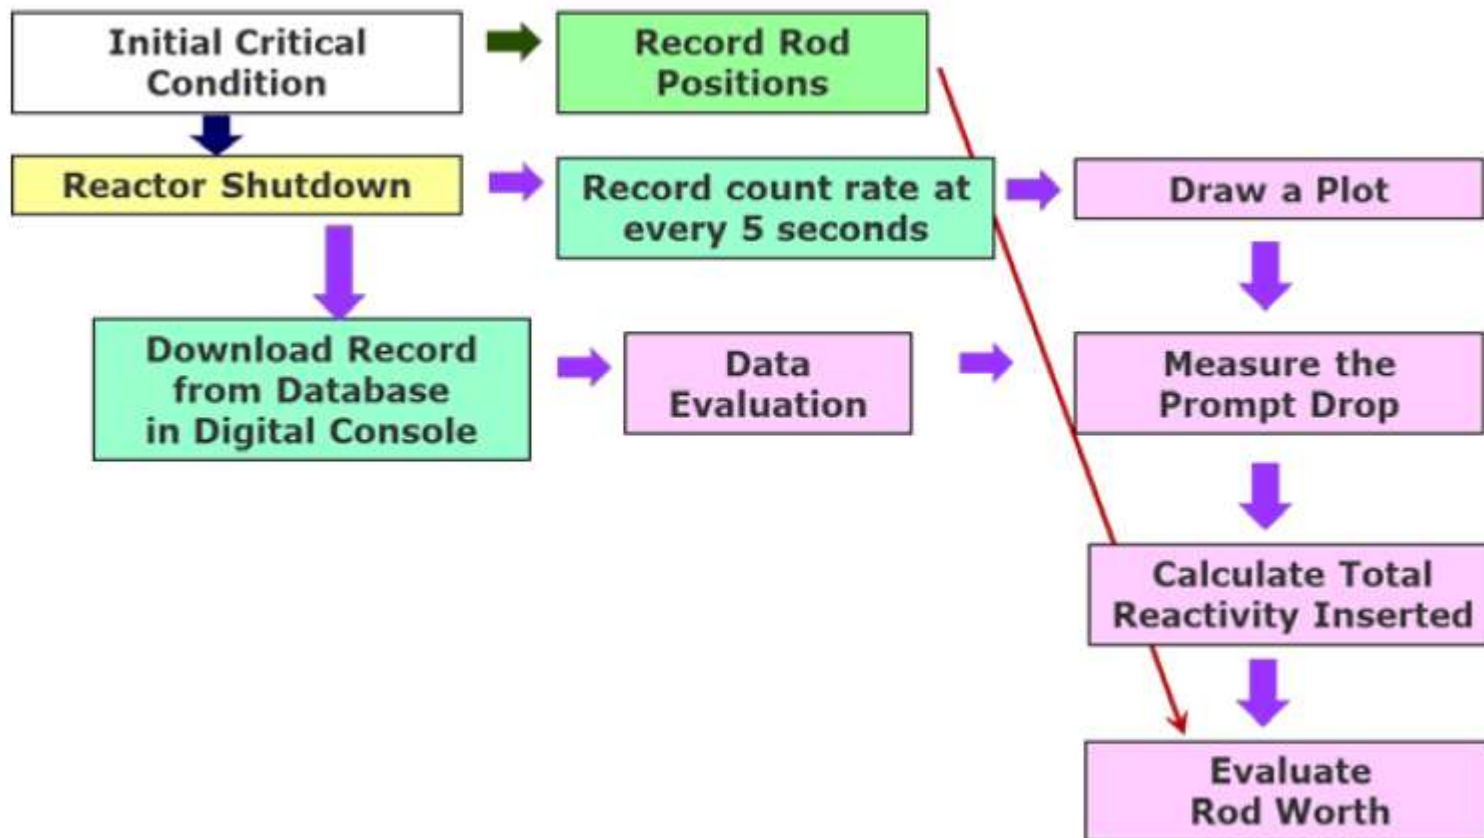 Initial Critical
Condition
Record Rod
Positions
Reactor Shutdown
Record count rate at
every 5 seconds
Draw a Plot
Download Record
from Database
in Digital Console
Data
Evaluation
Measure the
Prompt Drop
Calculate Total
Reactivity Inserted
Evaluate
Rod Worth